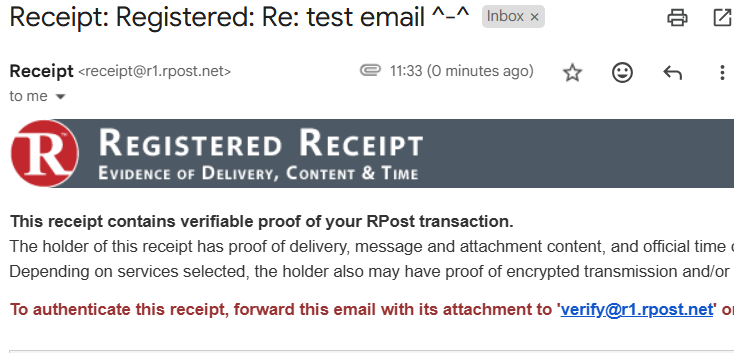 Receipt: Registered: Re: test email ^-^ Inbox ×
Receipt <receipt@r1.rpost.net> 11:33 (0 minutes ago)
to me
R™ REGISTERED RECEIPT
EVIDENCE OF DELIVERY, CONTENT & TIME
This receipt contains verifiable proof of your RPost transaction.
The holder of this receipt has proof of delivery, message and attachment content, and official time
Depending on services selected, the holder also may have proof of encrypted transmission and/or
To authenticate this receipt, forward this email with its attachment to 'verify@r1.rpost.net' or